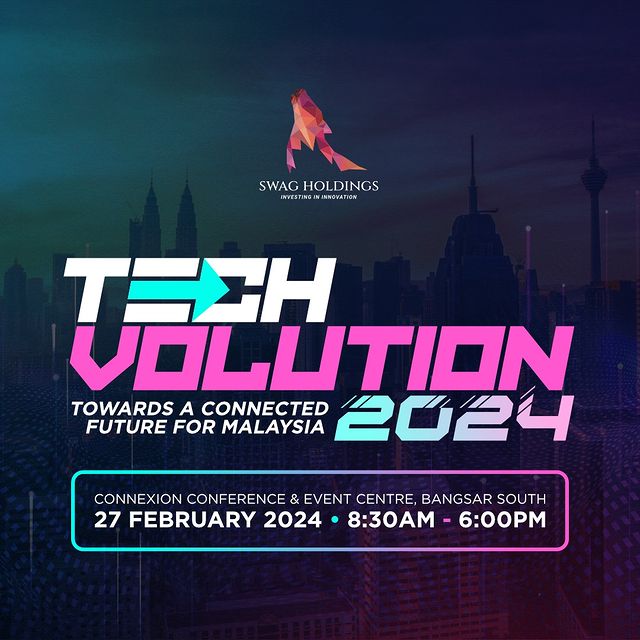 SWAG HOLDINGS
INVESTING IN INNOVATION
TECH
VOLUTION
TOWARDS A CONNECTED
FUTURE FOR MALAYSIA
2024
CONNEXION CONFERENCE & EVENT CENTRE, BANGSAR SOUTH
27 FEBRUARY 2024 • 8:30AM - 6:00PM